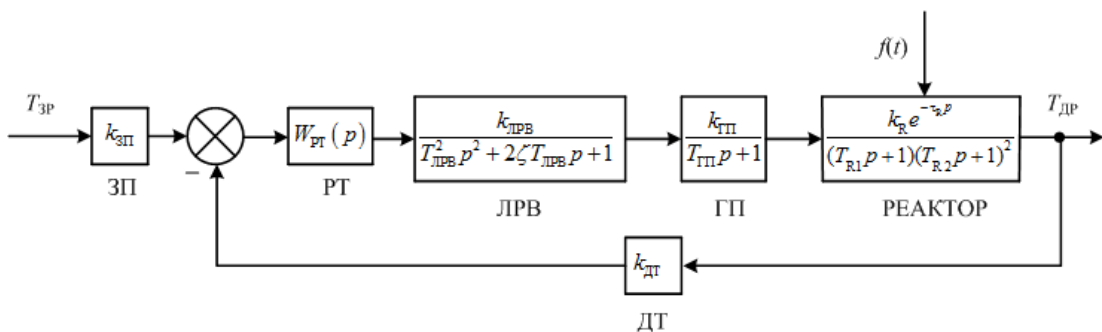 f(t)
T_ЗР
k_ЗП
−
W_РТ(p)
k_ЛРВ
T²_ЛРВ p² + 2ζT_ЛРВ p + 1
k_ГП
T_ГП p + 1
k_R e^(−τ_R p)
(T_R1 p + 1)(T_R2 p + 1)²
T_ДР
ЗП
РТ
ЛРВ
ГП
РЕАКТОР
k_ДТ
ДТ